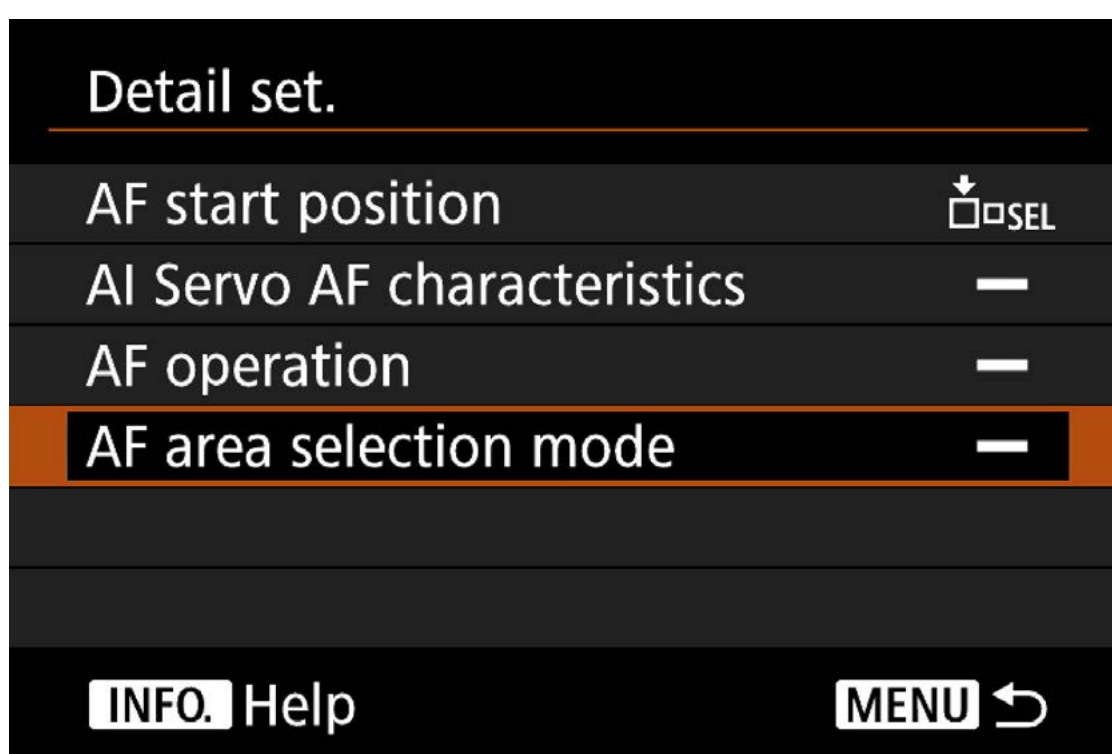 Detail set.
AF start position SEL
AI Servo AF characteristics —
AF operation —
AF area selection mode —
INFO. Help MENU